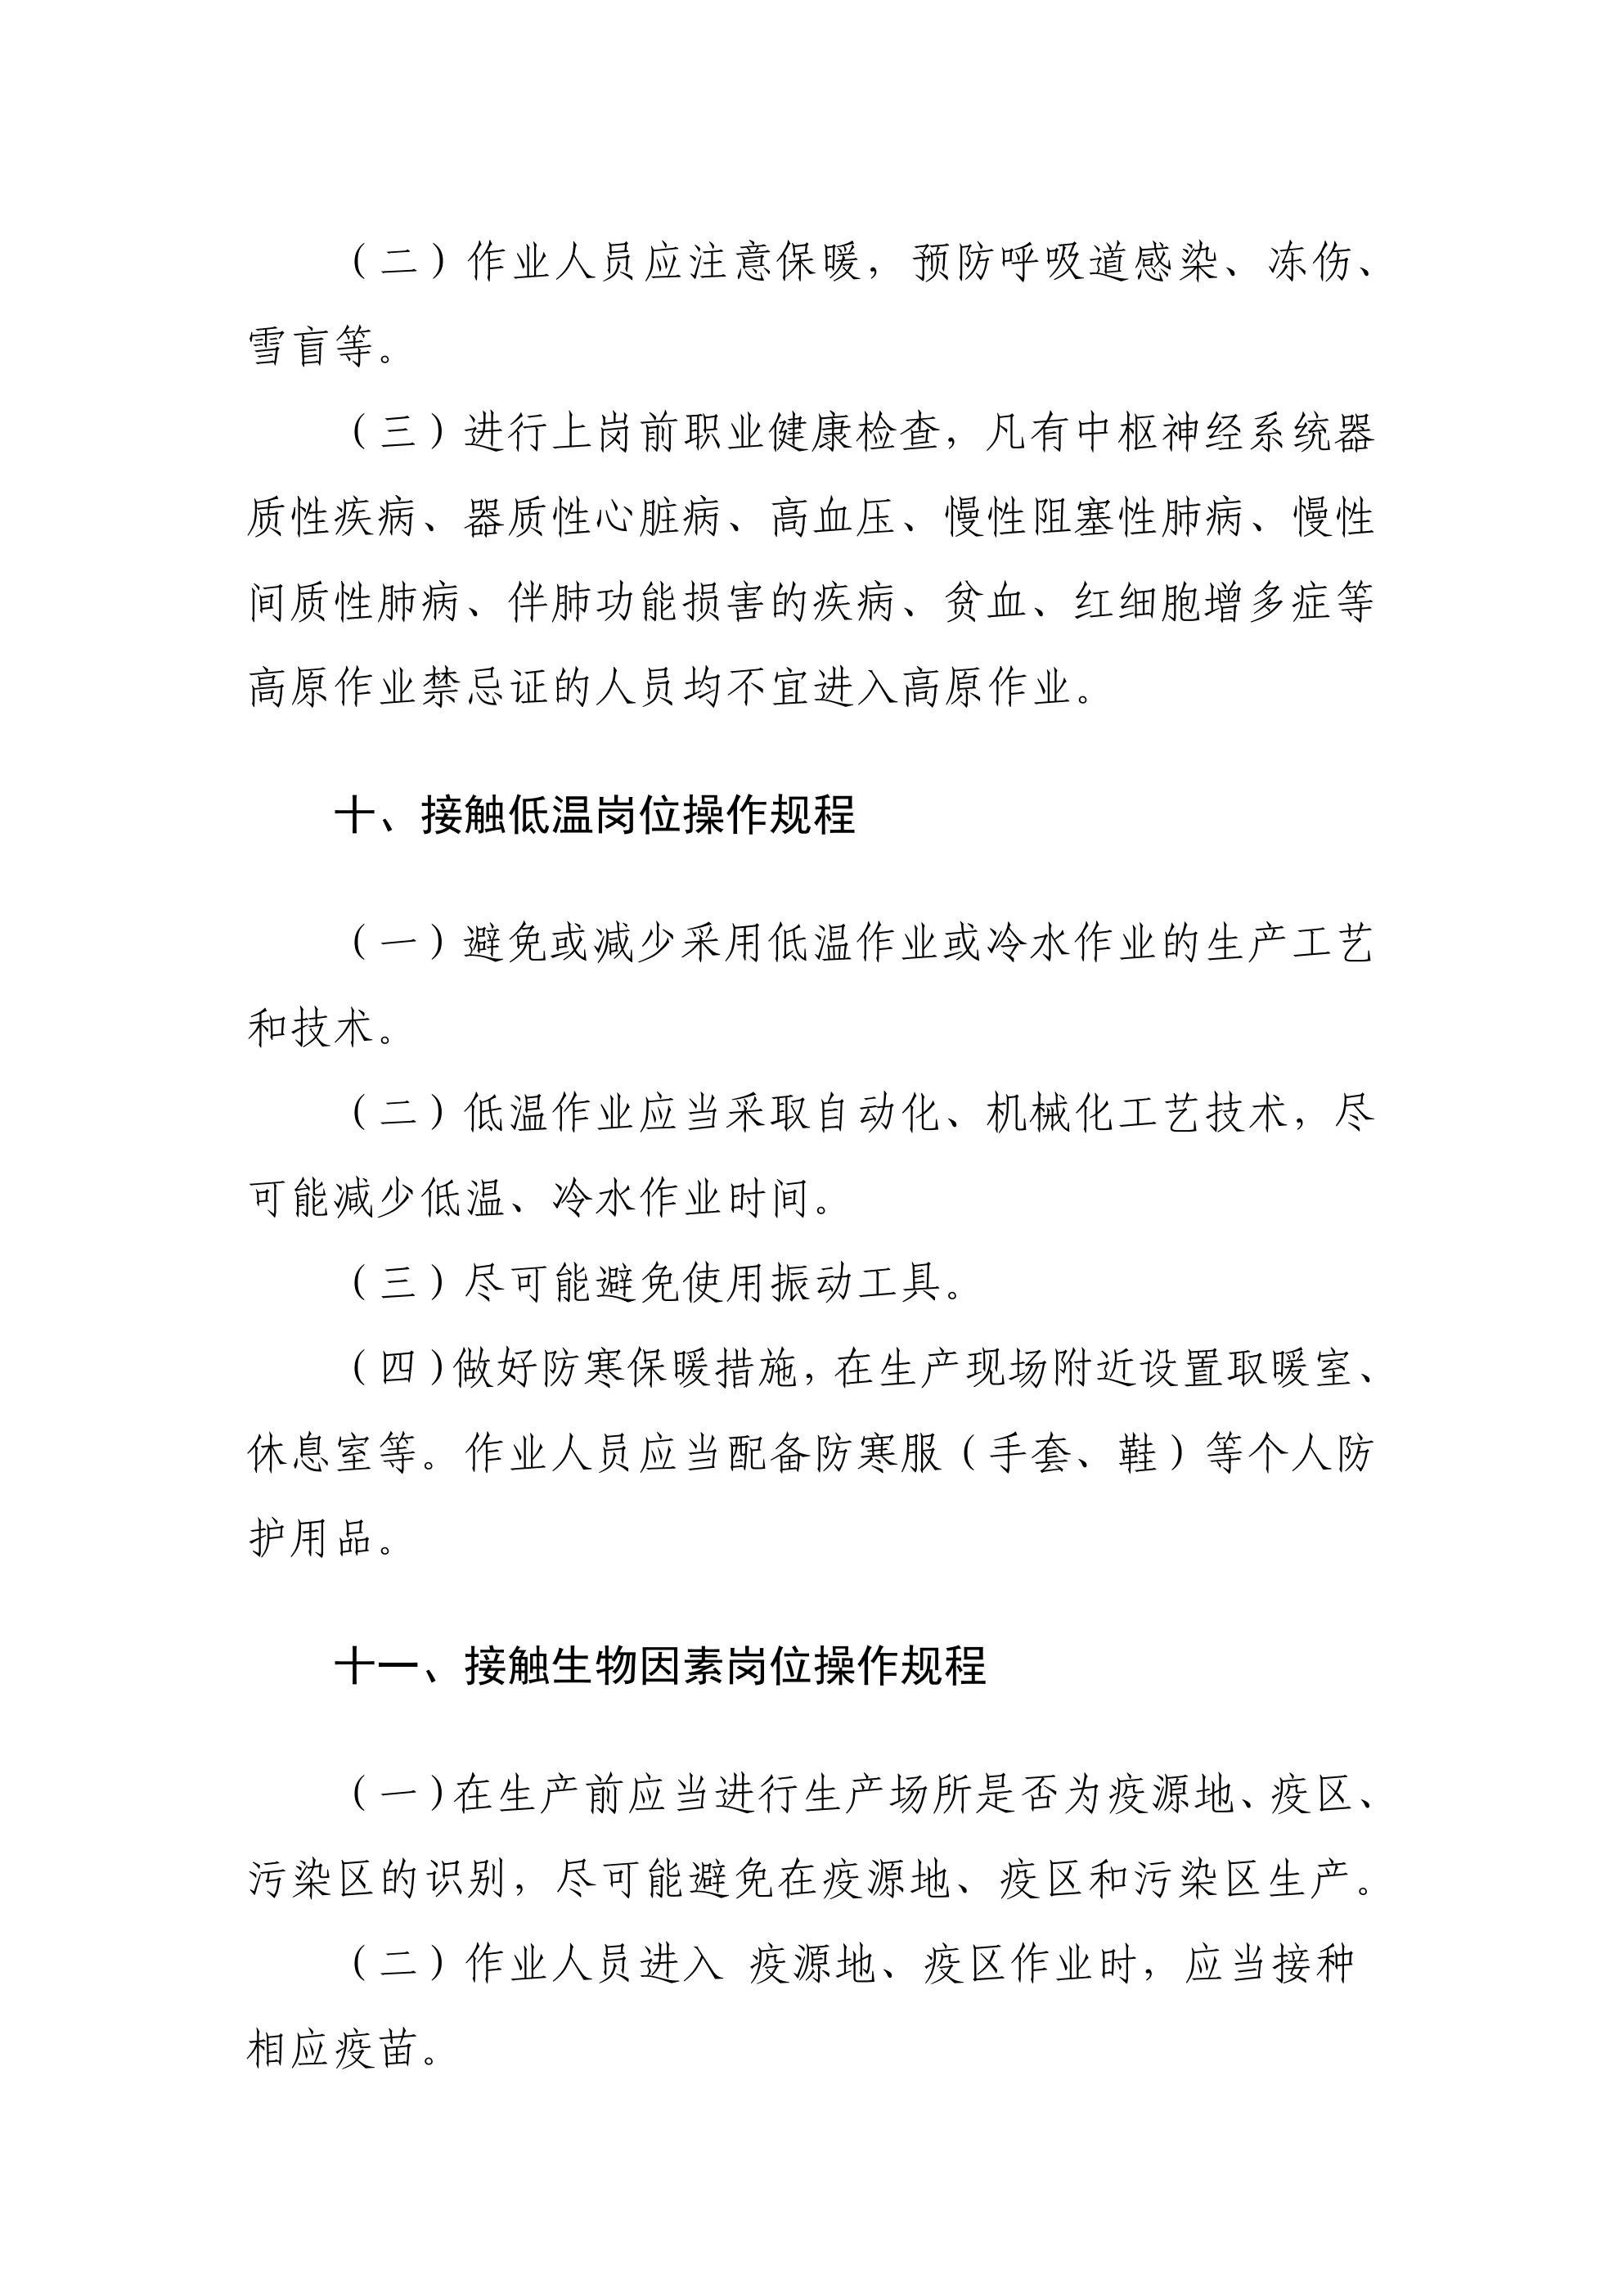 （二）作业人员应注意保暖，预防呼吸道感染、冻伤、
雪盲等。
（三）进行上岗前职业健康检查，凡有中枢神经系统器
质性疾病、器质性心脏病、高血压、慢性阻塞性肺病、慢性
间质性肺病、伴肺功能损害的疾病、贫血、红细胞增多症等
高原作业禁忌证的人员均不宜进入高原作业。
十、接触低温岗位操作规程
（一）避免或减少采用低温作业或冷水作业的生产工艺
和技术。
（二）低温作业应当采取自动化、机械化工艺技术，尽
可能减少低温、冷水作业时间。
（三）尽可能避免使用振动工具。
（四)做好防寒保暖措施，在生产现场附近设置取暖室、
休息室等。作业人员应当配备防寒服（手套、鞋）等个人防
护用品。
十一、接触生物因素岗位操作规程
（一)在生产前应当进行生产场所是否为疫源地、疫区、
污染区的识别，尽可能避免在疫源地、疫区和污染区生产。
（二）作业人员进入 疫源地、疫区作业时，应当接种
相应疫苗。